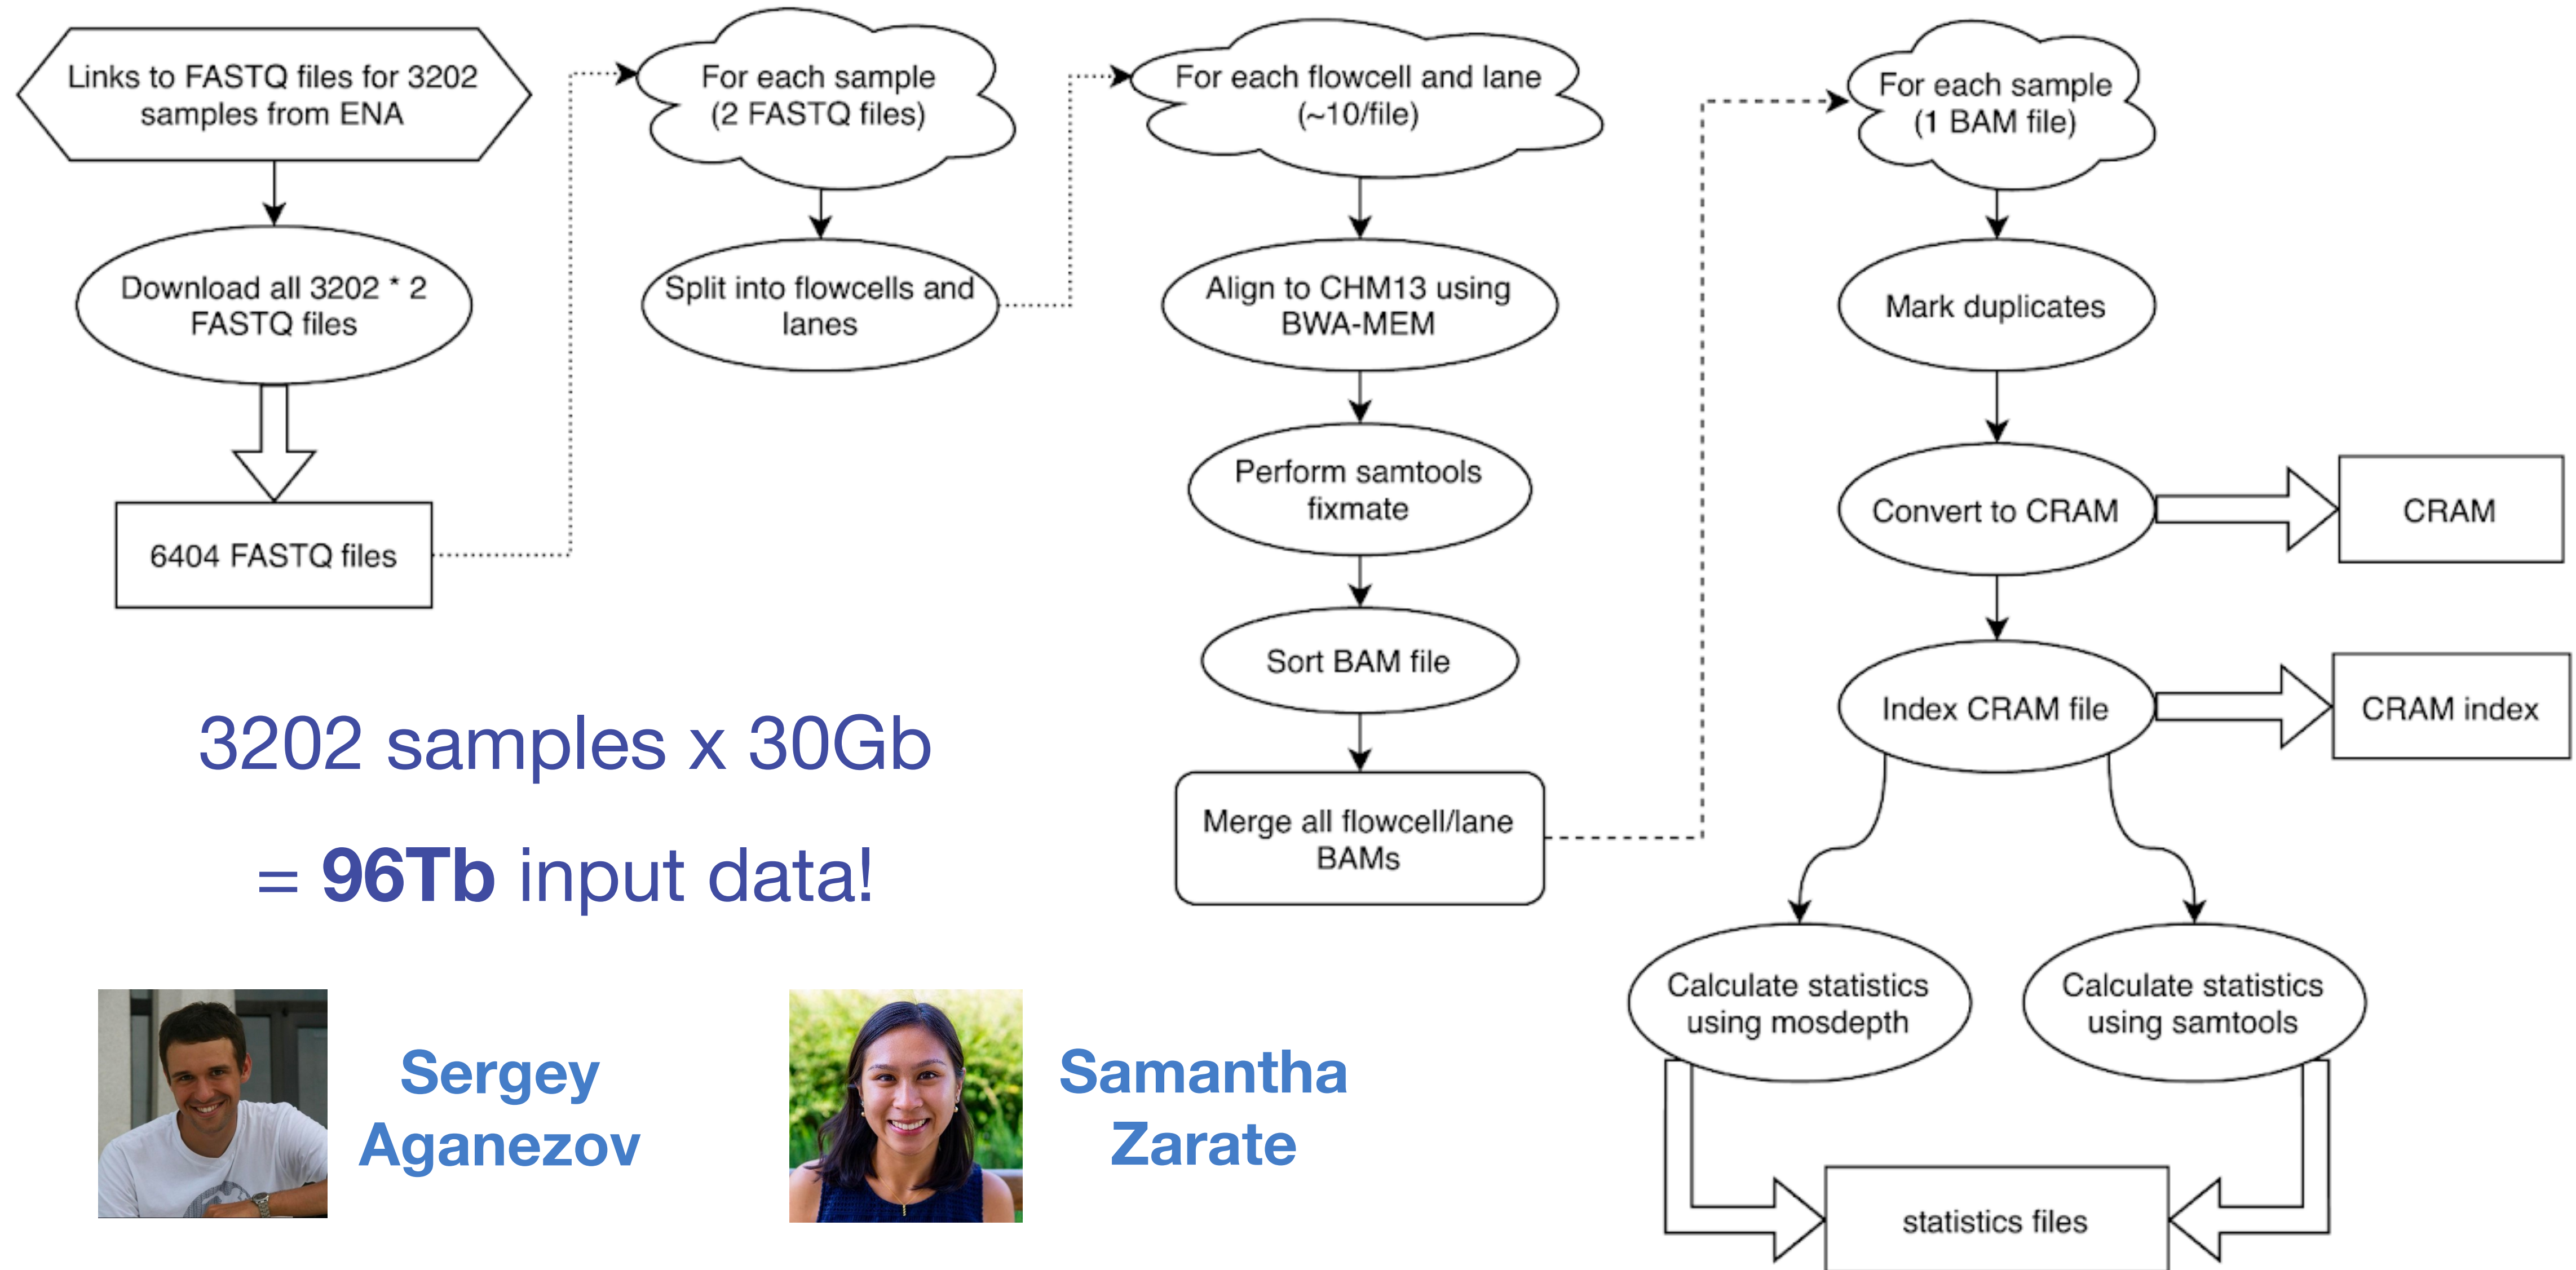 Links to FASTQ files for 3202
samples from ENA
Download all 3202 * 2
FASTQ files
6404 FASTQ files
For each sample
(2 FASTQ files)
Split into flowcells and
lanes
For each flowcell and lane
(~10/file)
Align to CHM13 using
BWA-MEM
Perform samtools
fixmate
Sort BAM file
Merge all flowcell/lane
BAMs
For each sample
(1 BAM file)
Mark duplicates
Convert to CRAM
CRAM
Index CRAM file
CRAM index
Calculate statistics
using mosdepth
Calculate statistics
using samtools
statistics files
3202 samples x 30Gb
= 96Tb input data!
Sergey
Aganezov
Samantha
Zarate